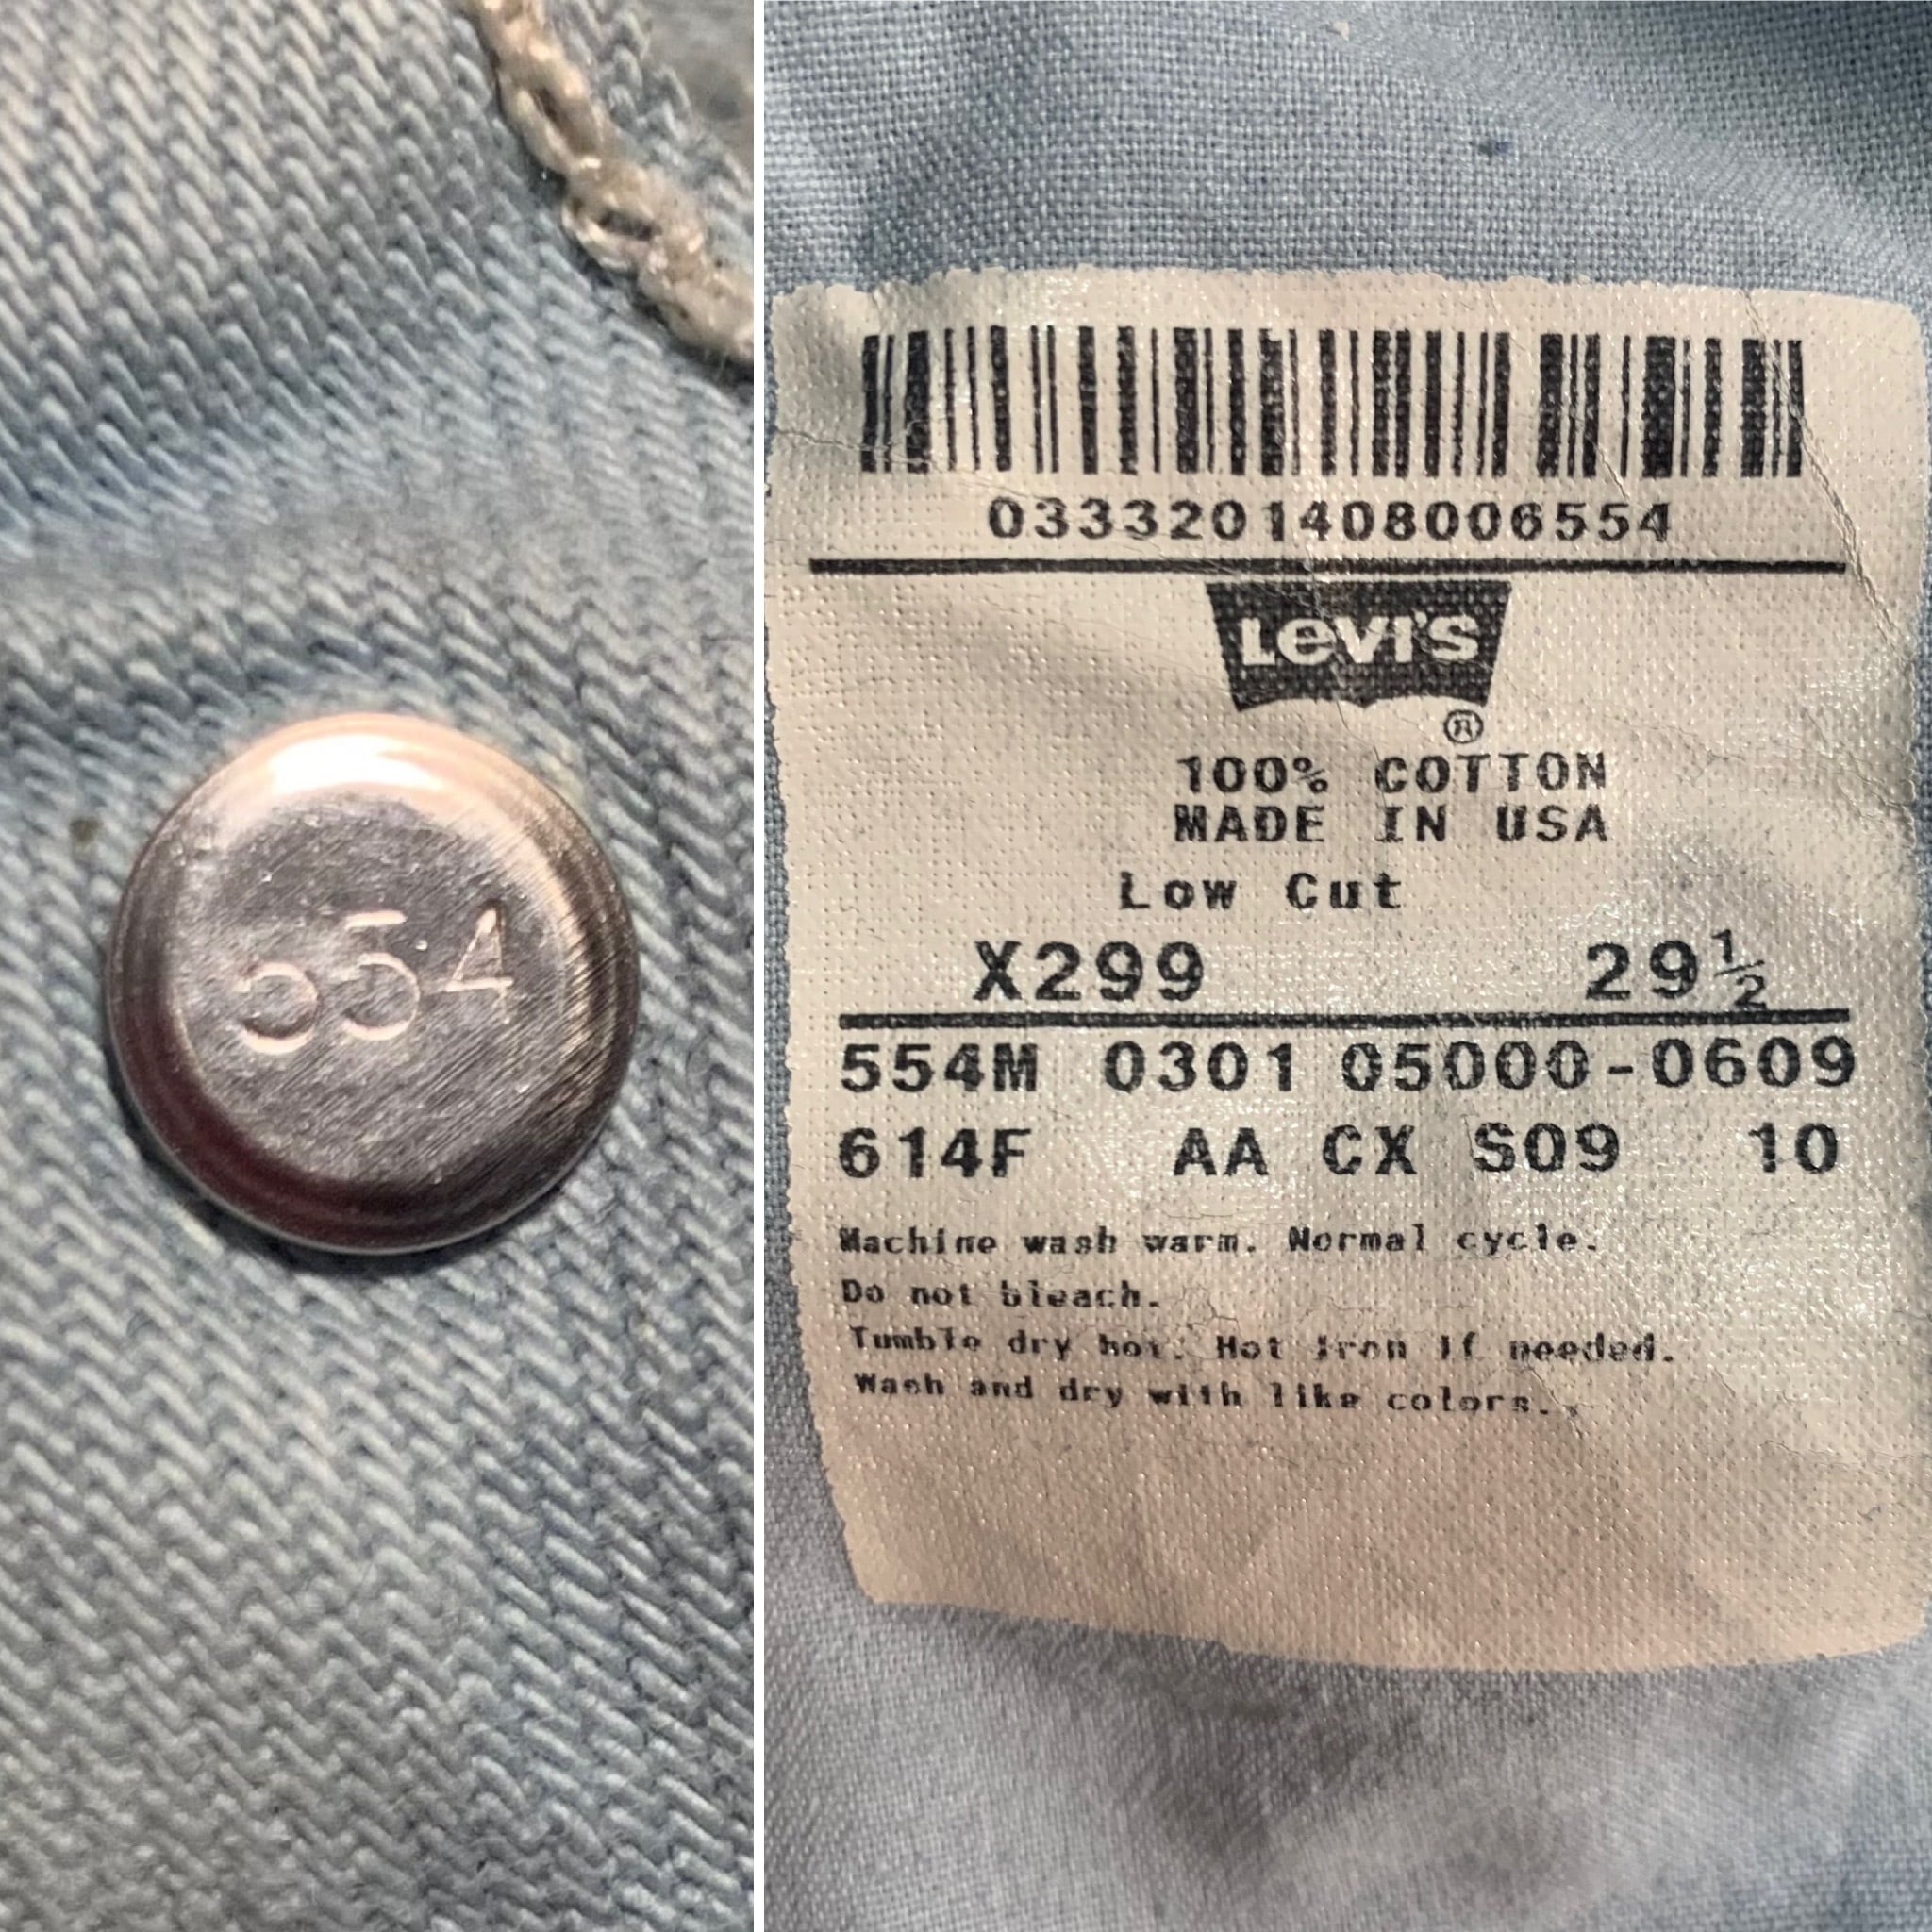 554
0333201408006554
Levi's
®
100% COTTON
MADE IN USA
Low Cut
X299 29½
554M 0301 05000-0609
614F AA CX S09 10
Machine wash warm. Normal cycle.
Do not bleach.
Tumble dry hot. Hot iron if needed.
Wash and dry with like colors.